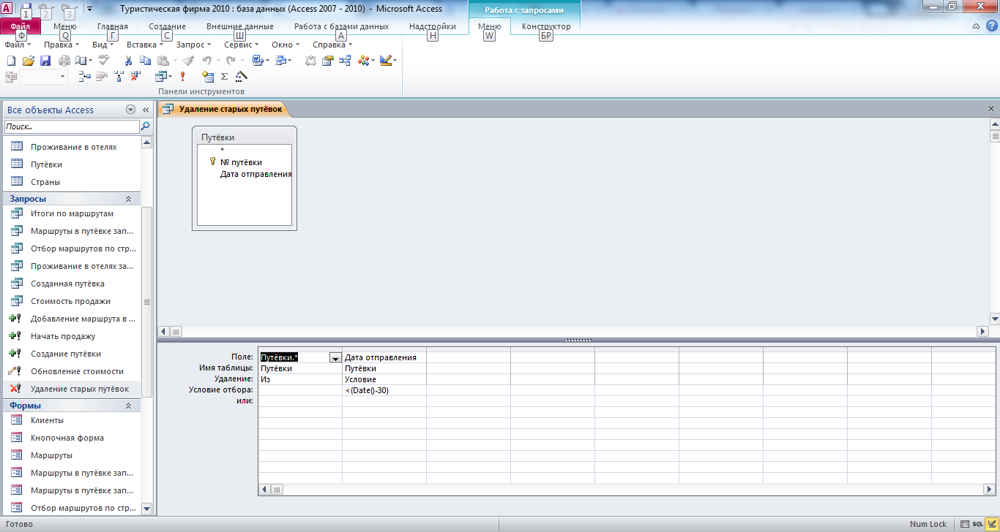 Туристическая фирма 2010 : база данных (Access 2007 - 2010) - Microsoft Access
Работа с запросами
1 2 3
Файл Меню Главная Создание Внешние данные Работа с базами данных Надстройки Меню Конструктор
Ф Q Г С Ш А Н W БР
Файл Правка Вид Вставка Запрос Сервис Окно Справка
Панели инструментов
Все объекты Access
Удаление старых путёвок
Поиск...
Проживание в отелях
Путёвки
Страны
Запросы
Итоги по маршрутам
Маршруты в путёвке зап...
Отбор маршрутов по стр...
Проживание в отелях за...
Созданная путёвка
Стоимость продажи
Добавление маршрута в ...
Начать продажу
Создание путёвки
Обновление стоимости
Удаление старых путёвок
Формы
Клиенты
Кнопочная форма
Маршруты
Маршруты в путёвке зап...
Маршруты в путёвке зап...
Отбор маршрутов по стр...
Путёвки
*
№ путёвки
Дата отправления
Поле: Путёвки.* Дата отправления
Имя таблицы: Путёвки Путёвки
Удаление: Из Условие
Условие отбора: <(Date()-30)
или:
Готово
Num Lock
SQL